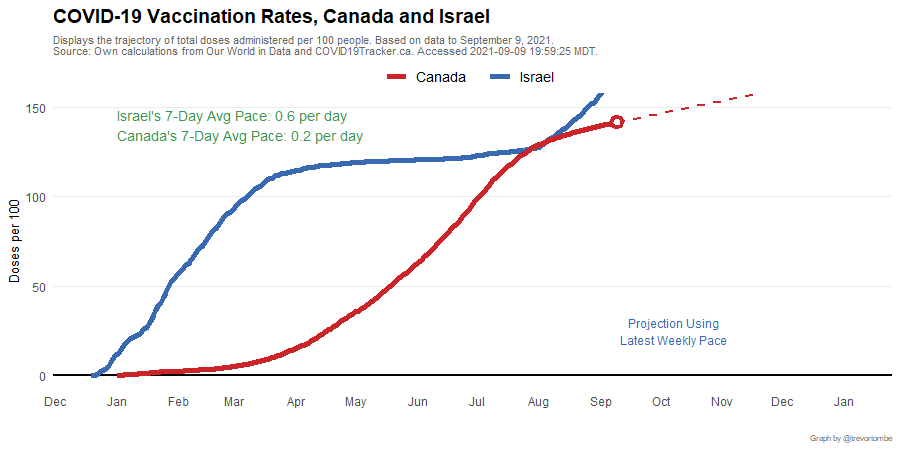 COVID-19 Vaccination Rates, Canada and Israel
Displays the trajectory of total doses administered per 100 people. Based on data to September 9, 2021.
Source: Own calculations from Our World in Data and COVID19Tracker.ca. Accessed 2021-09-09 19:59:25 MDT.
Canada Israel
Israel's 7-Day Avg Pace: 0.6 per day
Canada's 7-Day Avg Pace: 0.2 per day
Doses per 100
150
100
50
0
Projection Using
Latest Weekly Pace
Dec Jan Feb Mar Apr May Jun Jul Aug Sep Oct Nov Dec Jan
Graph by @trevortombe